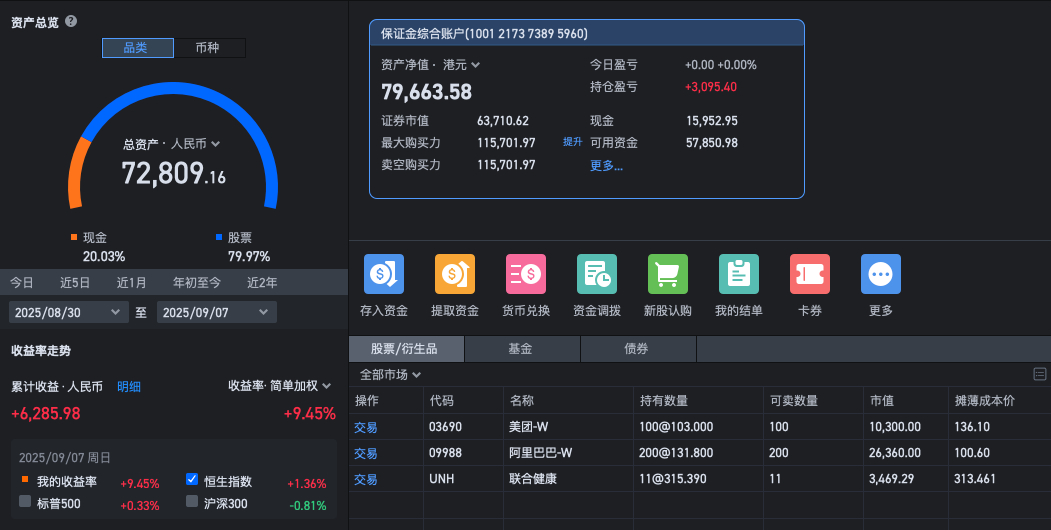 资产总览
品类 币种
总资产 · 人民币
72,809.16
现金 股票
20.03% 79.97%
今日 近5日 近1月 年初至今 近2年
2025/08/30 至 2025/09/07
收益率走势
累计收益 · 人民币 明细 收益率· 简单加权
+6,285.98 +9.45%
2025/09/07 周日
我的收益率 +9.45% 恒生指数 +1.36%
标普500 +0.33% 沪深300 -0.81%
保证金综合账户(1001 2173 7389 5960)
资产净值 · 港元 今日盈亏 +0.00 +0.00%
79,663.58 持仓盈亏 +3,095.40
证券市值 63,710.62 现金 15,952.95
最大购买力 115,701.97 提升 可用资金 57,850.98
卖空购买力 115,701.97 更多...
存入资金 提取资金 货币兑换 资金调拨 新股认购 我的结单 卡券 更多
股票/衍生品 基金 债券
全部市场
操作 代码 名称 持有数量 可卖数量 市值 摊薄成本价
交易 03690 美团-W 100@103.000 100 10,300.00 136.10
交易 09988 阿里巴巴-W 200@131.800 200 26,360.00 100.60
交易 UNH 联合健康 11@315.390 11 3,469.29 313.461